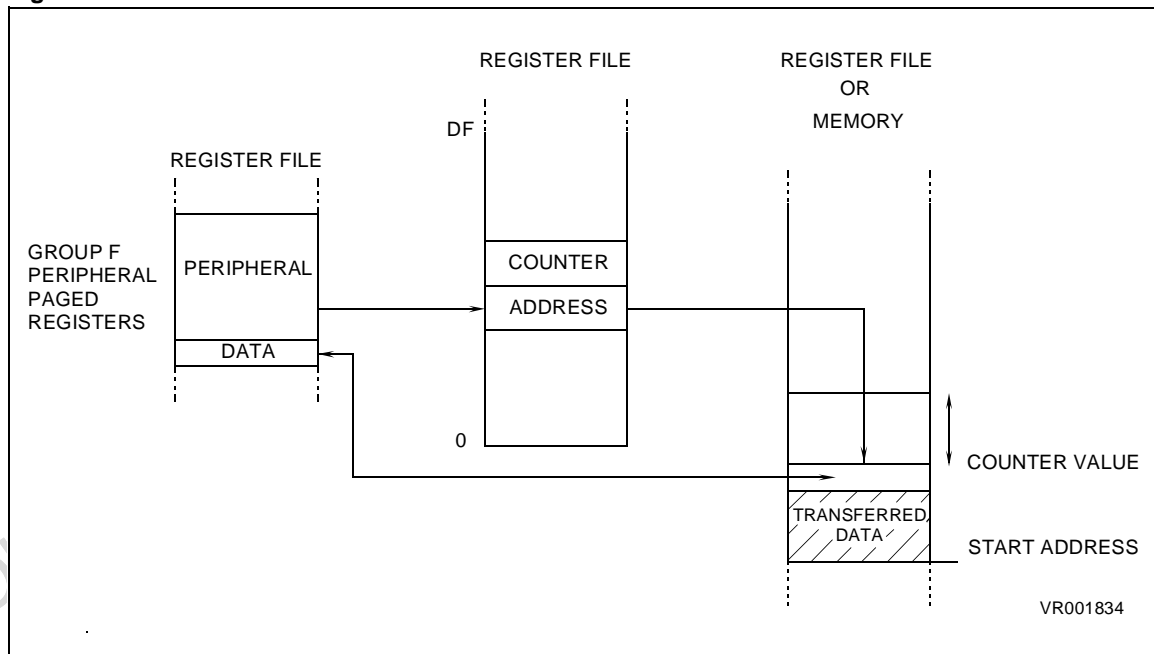 REGISTER FILE
REGISTER FILE
OR
MEMORY
DF
REGISTER FILE
GROUP F
PERIPHERAL
PAGED
REGISTERS
PERIPHERAL
COUNTER
ADDRESS
DATA
0
COUNTER VALUE
TRANSFERRED
DATA
START ADDRESS
VR001834